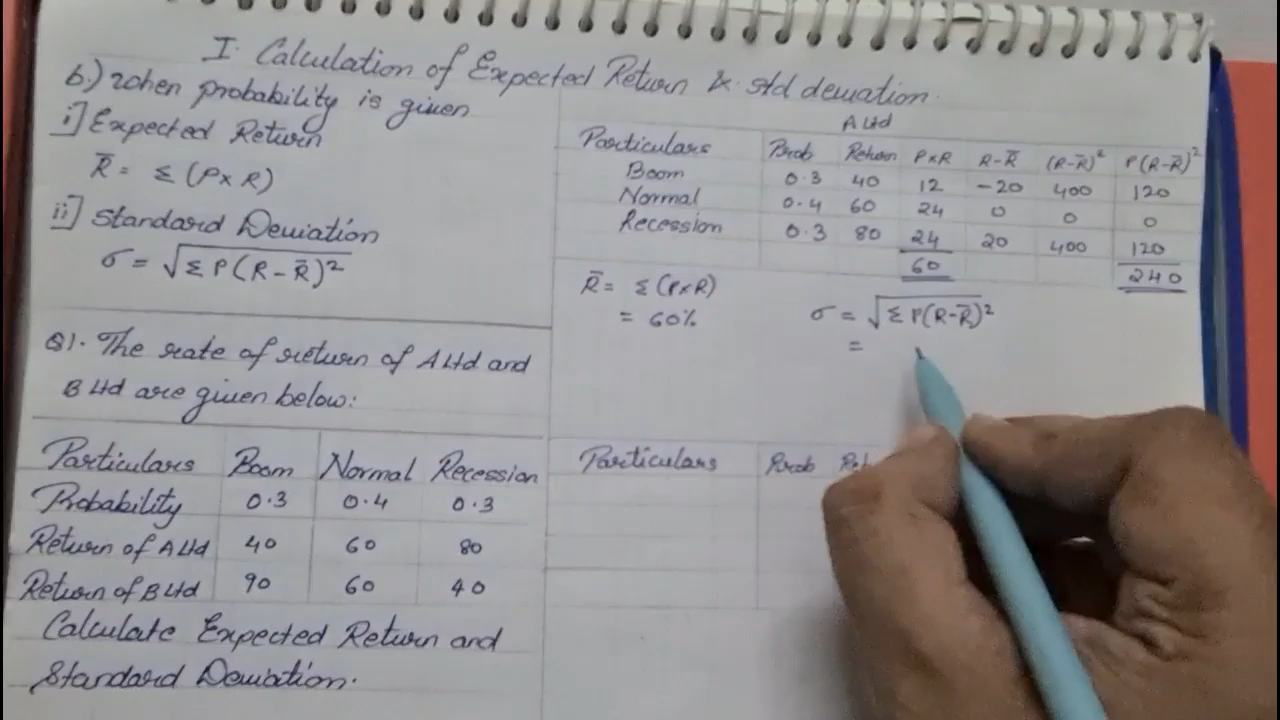 I. Calculation of Expected Return & std deviation.
b.) When probability is given
i] Expected Return
R̄ = Σ (P x R)
ii] Standard Deviation
σ = √Σ P (R - R̄)²
Q1. The rate of return of A Ltd and
B Ltd are given below:
Particulars Boom Normal Recession
Probability 0.3 0.4 0.3
Return of A Ltd 40 60 80
Return of B Ltd 90 60 40
Calculate Expected Return and
Standard Deviation.
A Ltd
Particulars Prob Return PxR R-R̄ (R-R̄)² P(R-R̄)²
Boom 0.3 40 12 -20 400 120
Normal 0.4 60 24 0 0 0
Recession 0.3 80 24 20 400 120
60 240
R̄ = Σ (PxR)
= 60%
σ = √Σ P(R-R̄)²
=
Particulars Prob